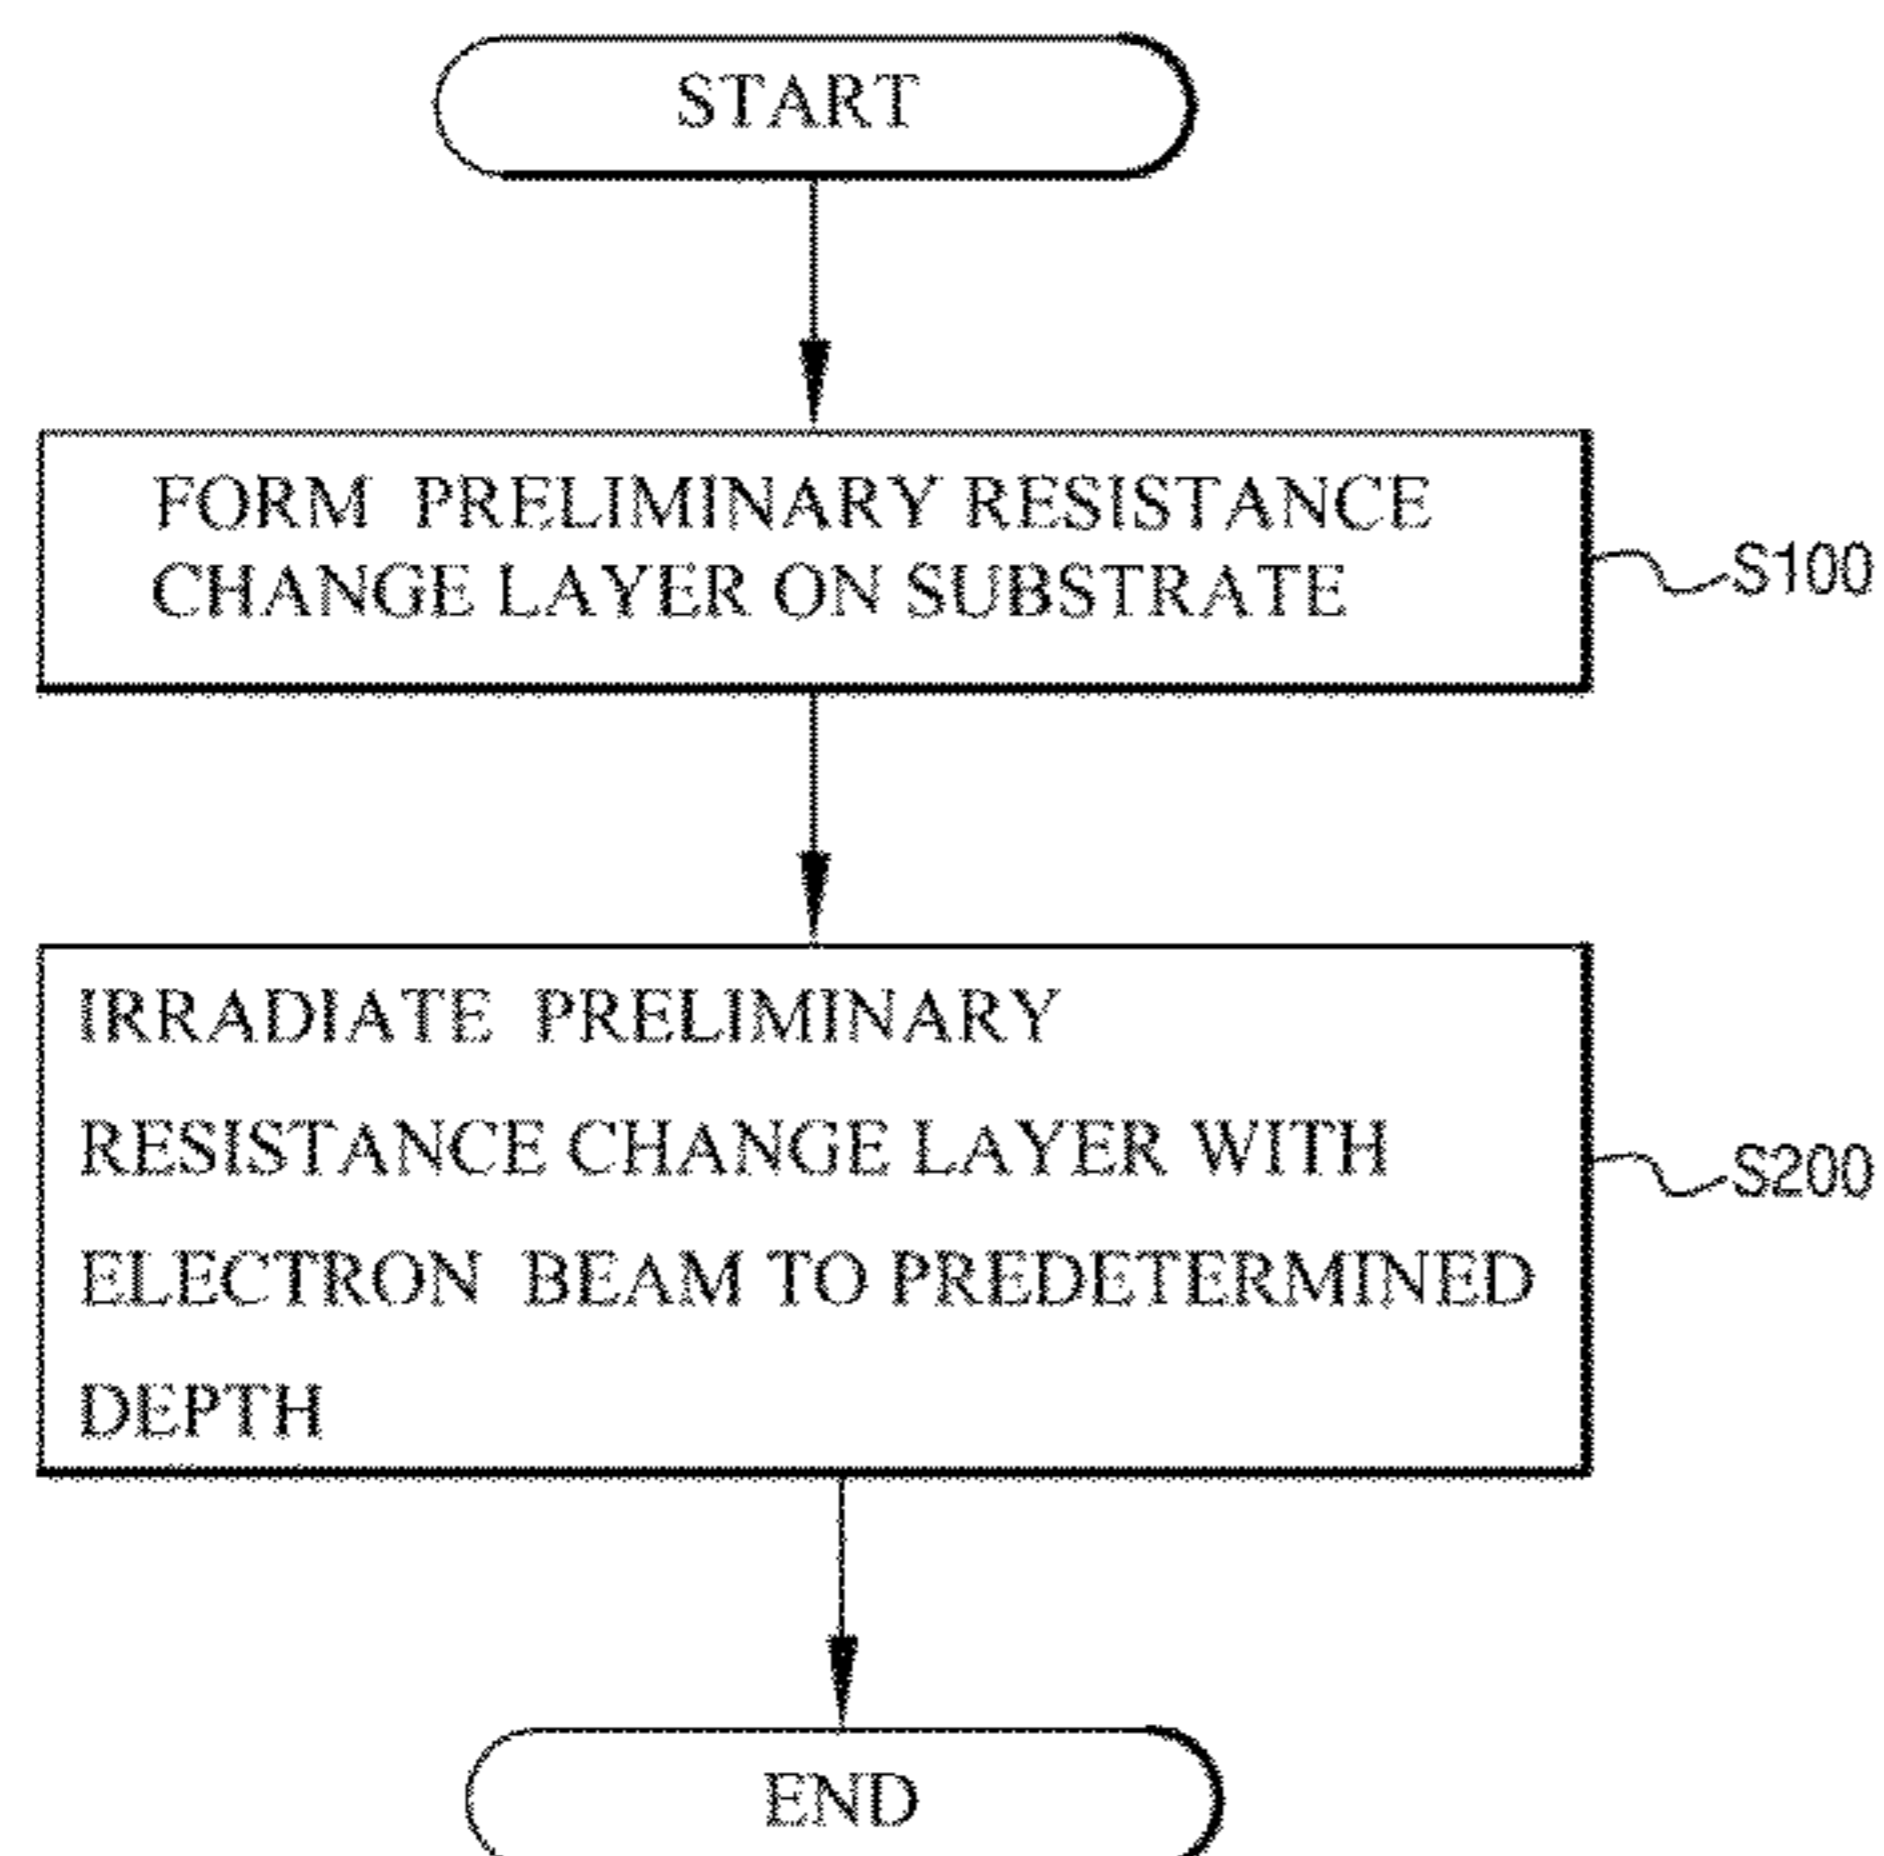 START
FORM PRELIMINARY RESISTANCE
CHANGE LAYER ON SUBSTRATE
S100
IRRADIATE PRELIMINARY
RESISTANCE CHANGE LAYER WITH
ELECTRON BEAM TO PREDETERMINED
DEPTH
S200
END